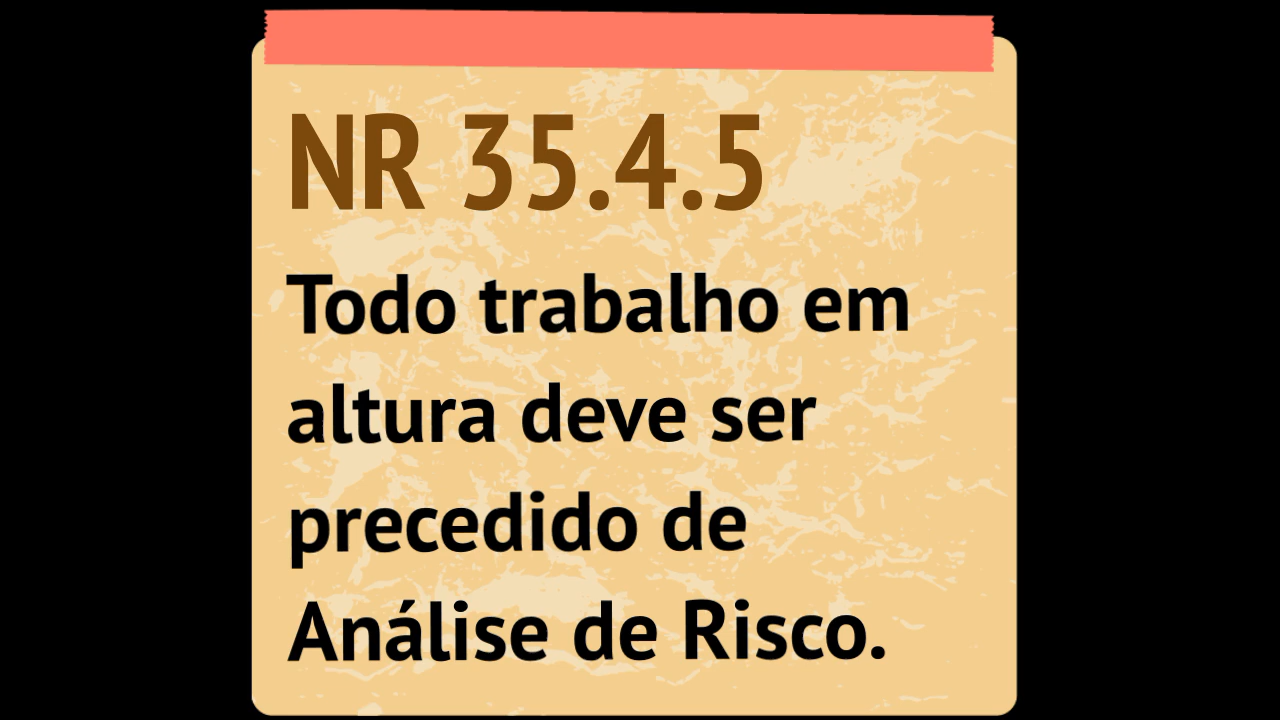 NR 35.4.5
Todo trabalho em
altura deve ser
precedido de
Análise de Risco.